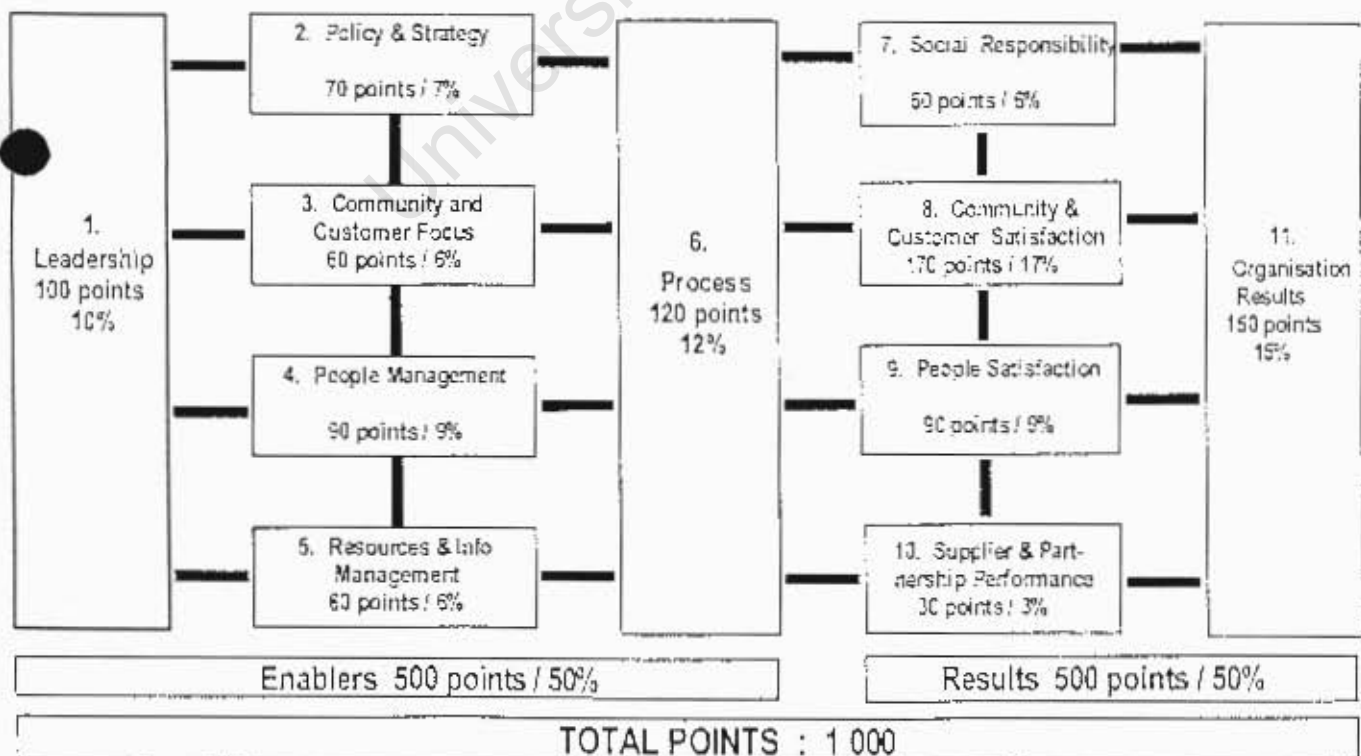 Universi
2. Policy & Strategy
70 points / 7%
7. Social Responsibility
60 points / 6%
1.
Leadership
100 points
10%
3. Community and
Customer Focus
60 points / 6%
6.
Process
120 points
12%
8. Community &
Customer Satisfaction
170 points / 17%
11.
Organisation
Results
150 points
15%
4. People Management
90 points / 9%
9. People Satisfaction
90 points / 9%
5. Resources & Info
Management
60 points / 6%
10. Supplier & Part-
nership Performance
30 points / 3%
Enablers 500 points / 50%
Results 500 points / 50%
TOTAL POINTS : 1 000